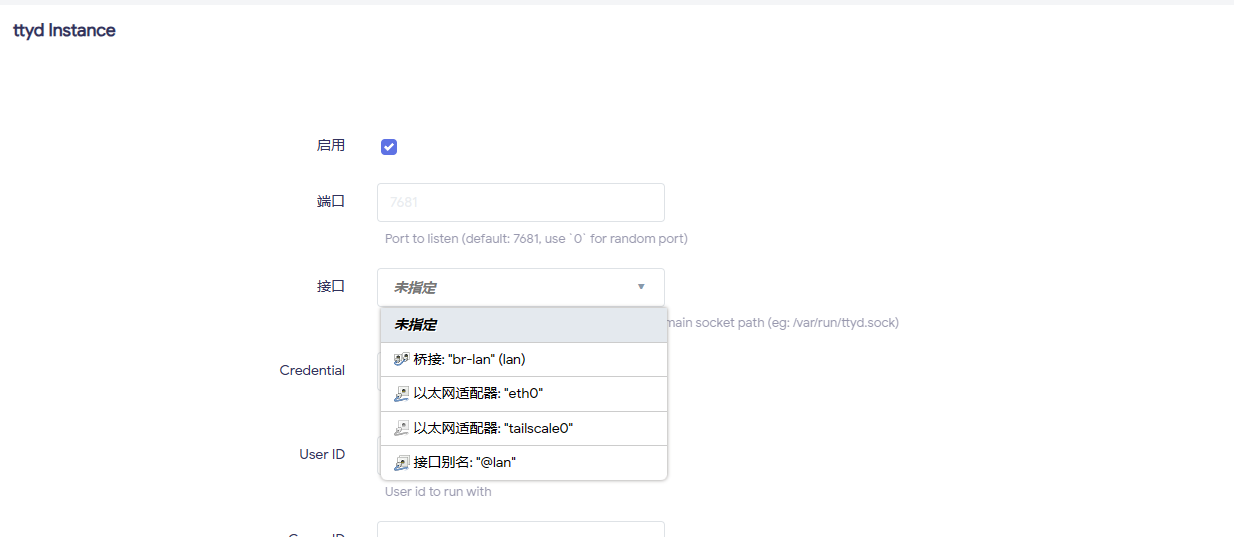 ttyd Instance
启用
端口
7681
Port to listen (default: 7681, use `0` for random port)
接口
未指定
未指定
main socket path (eg: /var/run/ttyd.sock)
桥接: "br-lan" (lan)
Credential
以太网适配器: "eth0"
以太网适配器: "tailscale0"
User ID
接口别名: "@lan"
User id to run with